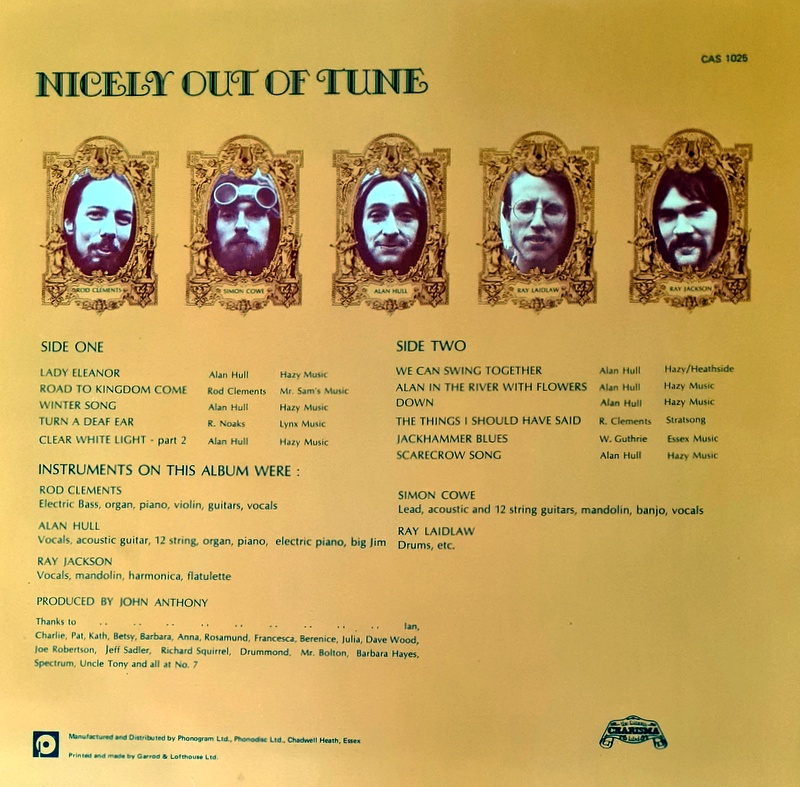 CAS 1025
NICELY OUT OF TUNE
ROD CLEMENTS
SIMON COWE
ALAN HULL
RAY LAIDLAW
RAY JACKSON
SIDE ONE
LADY ELEANOR Alan Hull Hazy Music
ROAD TO KINGDOM COME Rod Clements Mr. Sam's Music
WINTER SONG Alan Hull Hazy Music
TURN A DEAF EAR R. Noaks Lynx Music
CLEAR WHITE LIGHT - part 2 Alan Hull Hazy Music
SIDE TWO
WE CAN SWING TOGETHER Alan Hull Hazy/Heathside
ALAN IN THE RIVER WITH FLOWERS Alan Hull Hazy Music
DOWN Alan Hull Hazy Music
THE THINGS I SHOULD HAVE SAID R. Clements Stratsong
JACKHAMMER BLUES W. Guthrie Essex Music
SCARECROW SONG Alan Hull Hazy Music
INSTRUMENTS ON THIS ALBUM WERE :
ROD CLEMENTS
Electric Bass, organ, piano, violin, guitars, vocals
ALAN HULL
Vocals, acoustic guitar, 12 string, organ, piano, electric piano, big Jim
RAY JACKSON
Vocals, mandolin, harmonica, flatulette
SIMON COWE
Lead, acoustic and 12 string guitars, mandolin, banjo, vocals
RAY LAIDLAW
Drums, etc.
PRODUCED BY JOHN ANTHONY
Thanks to .. .. .. .. .. .. .. Ian,
Charlie, Pat, Kath, Betsy, Barbara, Anna, Rosamund, Francesca, Berenice, Julia, Dave Wood,
Joe Robertson, Jeff Sadler, Richard Squirrel, Drummond, Mr. Bolton, Barbara Hayes,
Spectrum, Uncle Tony and all at No. 7
Manufactured and Distributed by Phonogram Ltd., Phonodisc Ltd., Chadwell Heath, Essex
Printed and made by Garrod & Lofthouse Ltd.
CHARISMA